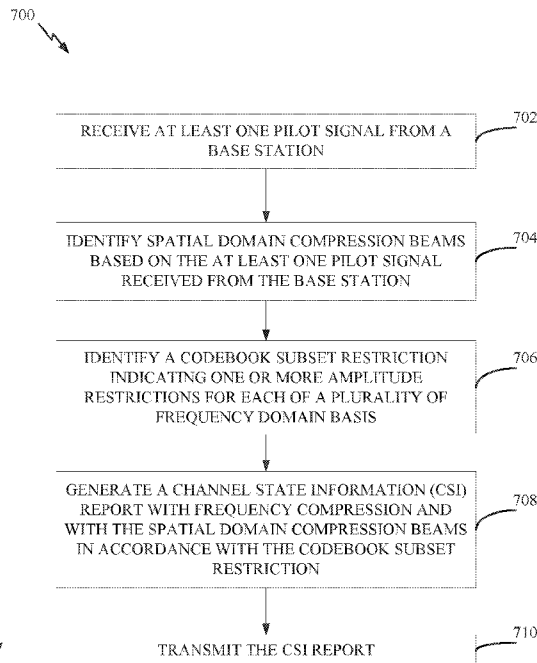 700
RECEIVE AT LEAST ONE PILOT SIGNAL FROM A
BASE STATION
702
IDENTIFY SPATIAL DOMAIN COMPRESSION BEAMS
BASED ON THE AT LEAST ONE PILOT SIGNAL
RECEIVED FROM THE BASE STATION
704
IDENTIFY A CODEBOOK SUBSET RESTRICTION
INDICATING ONE OR MORE AMPLITUDE
RESTRICTIONS FOR EACH OF A PLURALITY OF
FREQUENCY DOMAIN BASIS
706
GENERATE A CHANNEL STATE INFORMATION (CSI)
REPORT WITH FREQUENCY COMPRESSION AND
WITH THE SPATIAL DOMAIN COMPRESSION BEAMS
IN ACCORDANCE WITH THE CODEBOOK SUBSET
RESTRICTION
708
TRANSMIT THE CSI REPORT
710